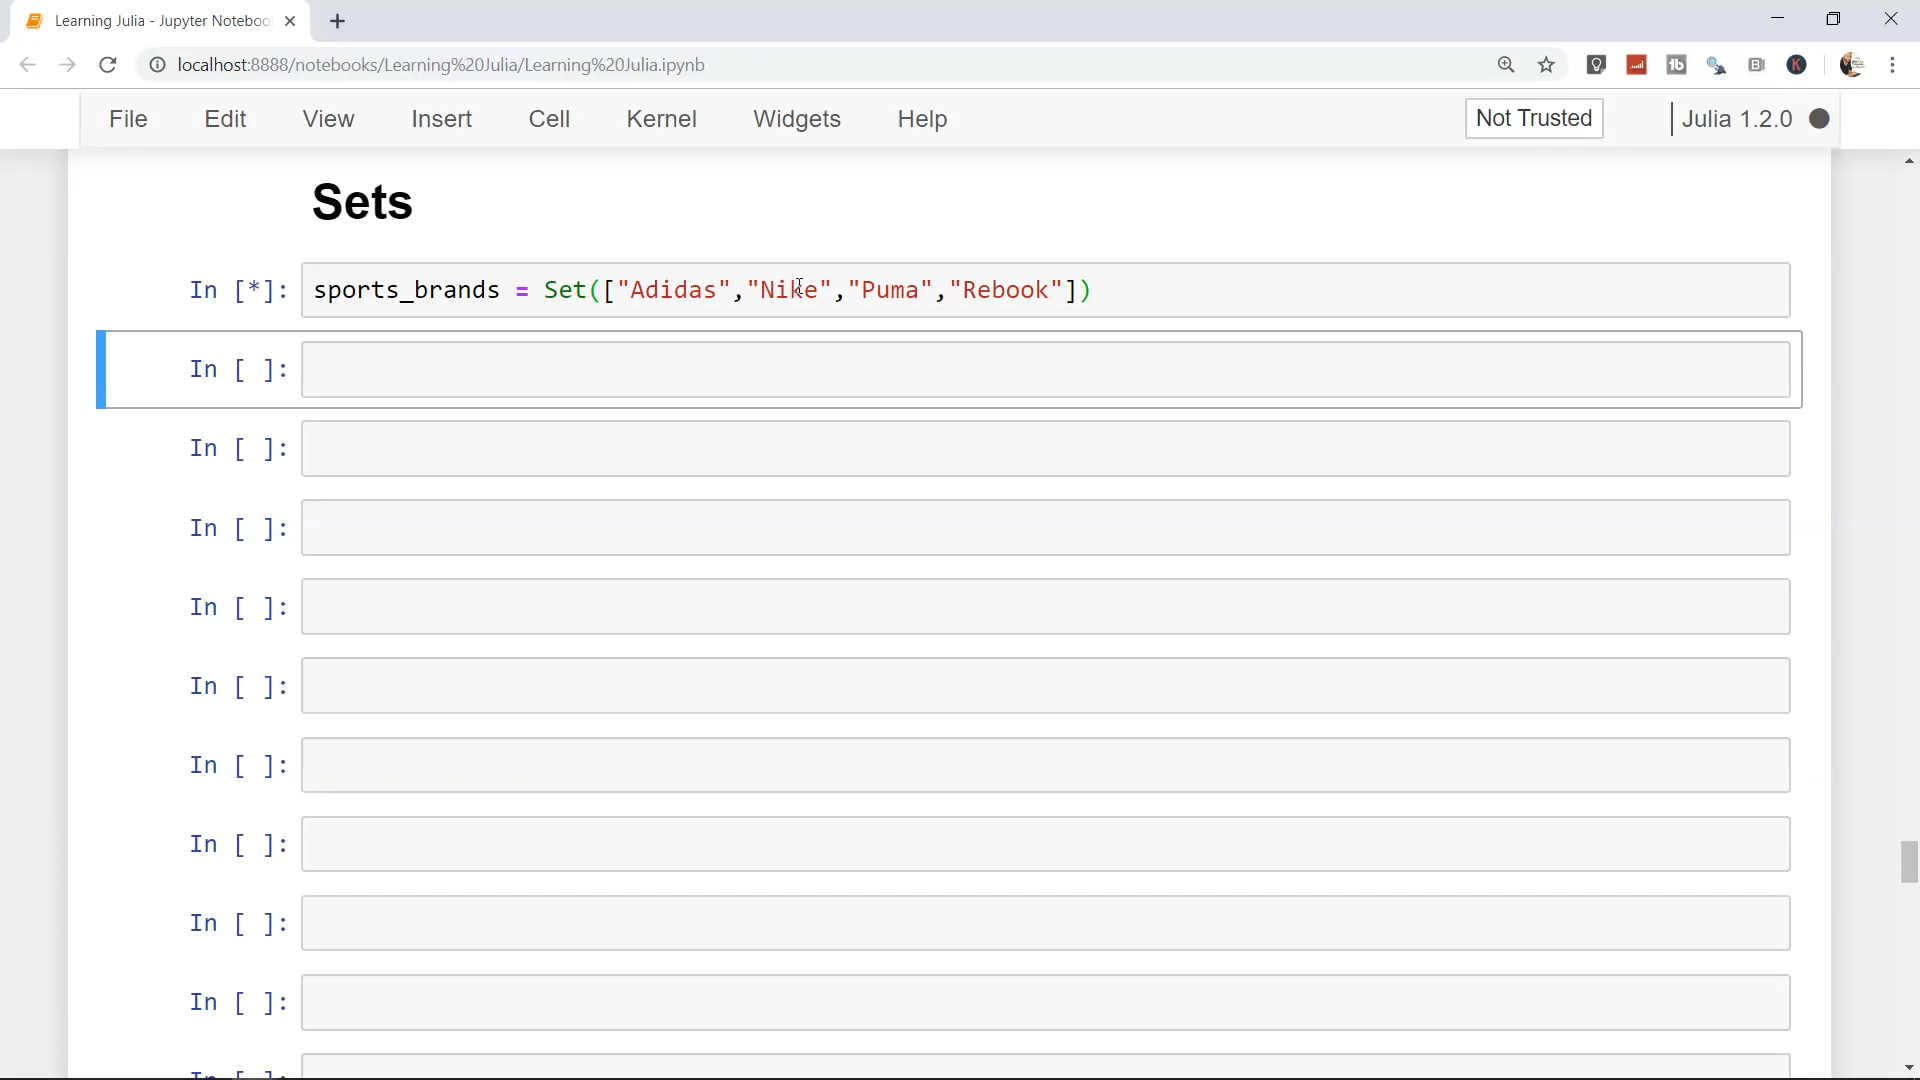 Learning Julia - Jupyter Noteboo
localhost:8888/notebooks/Learning%20Julia/Learning%20Julia.ipynb
File Edit View Insert Cell Kernel Widgets Help Not Trusted Julia 1.2.0
Sets
In [*]: sports_brands = Set(["Adidas","Nike","Puma","Rebook"])
In [ ]:
In [ ]:
In [ ]:
In [ ]:
In [ ]:
In [ ]:
In [ ]:
In [ ]:
In [ ]:
In [ ]: